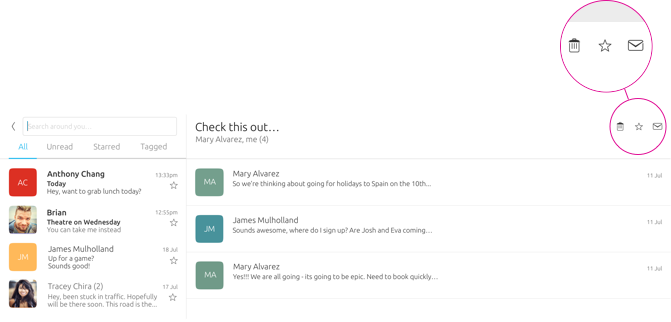 Search around you...
All Unread Starred Tagged
AC
Anthony Chang 13:33pm
Today
Hey, want to grab lunch today?
Brian 12:55pm
Theatre on Wednesday
You can take me instead
JM
James Mulholland 18 Jul
Up for a game?
Sounds good!
Tracey Chira (2) 17 Jul
Hey, been stuck in traffic. Hopefully
will be there soon. This road is the...
Check this out...
Mary Alvarez, me (4)
MA
Mary Alvarez 11 Jul
So we're thinking about going for holidays to Spain on the 10th...
JM
James Mulholland 11 Jul
Sounds awesome, where do I sign up? Are Josh and Eva coming...
MA
Mary Alvarez 11 Jul
Yes!!! We are all going - its going to be epic. Need to book quickly...